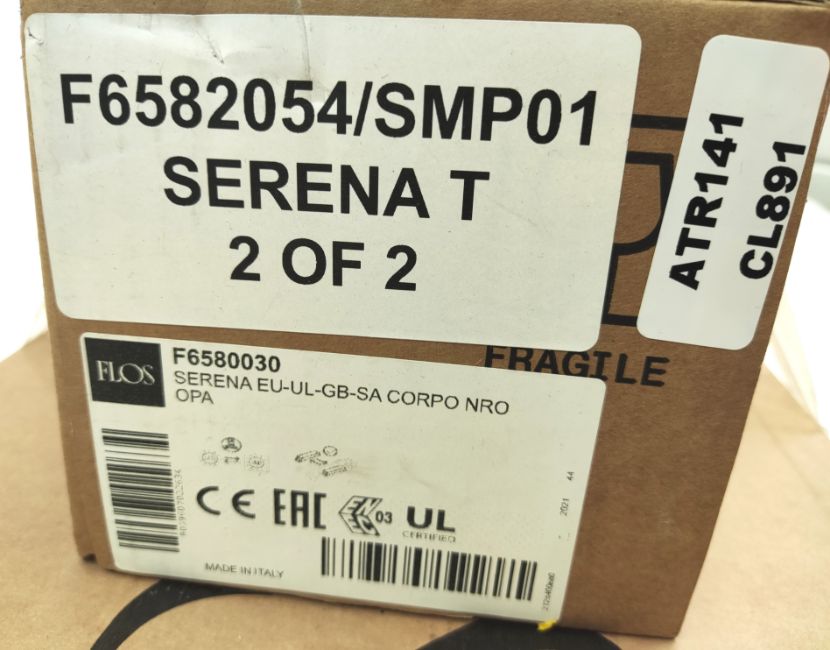 F6582054/SMP01
SERENA T
2 OF 2
ATR141
CL891
FRAGILE
FLOS
F6580030
SERENA EU-UL-GB-SA CORPO NRO
OPA
CE EAC ENEC 03 UL
CERTIFIED
MADE IN ITALY
2021 44